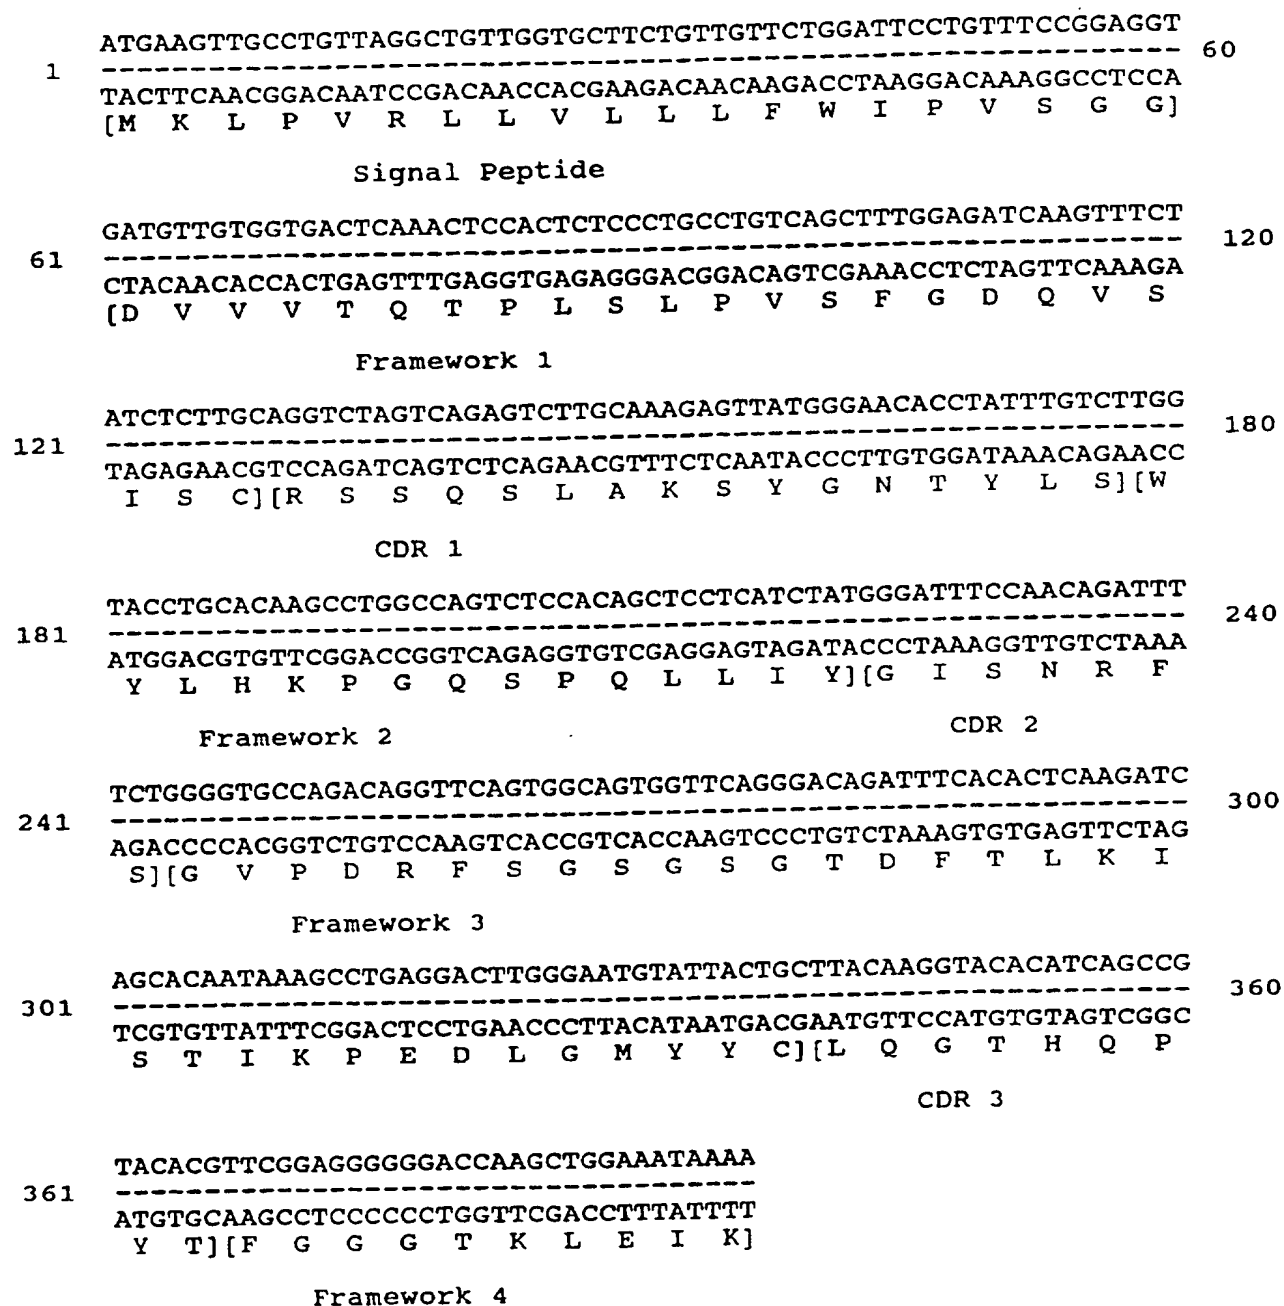 ATGAAGTTGCCTGTTAGGCTGTTGGTGCTTCTGTTGTTCTGGATTCCTGTTTCCGGAGGT
1 ------------------------------------------------------------ 60
TACTTCAACGGACAATCCGACAACCACGAAGACAACAAGACCTAAGGACAAAGGCCTCCA
[M K L P V R L L V L L L F W I P V S G G]
Signal Peptide
GATGTTGTGGTGACTCAAACTCCACTCTCCCTGCCTGTCAGCTTTGGAGATCAAGTTTCT
61 ------------------------------------------------------------ 120
CTACAACACCACTGAGTTTGAGGTGAGAGGGACGGACAGTCGAAACCTCTAGTTCAAAGA
[D V V V T Q T P L S L P V S F G D Q V S
Framework 1
ATCTCTTGCAGGTCTAGTCAGAGTCTTGCAAAGAGTTATGGGAACACCTATTTGTCTTGG
121 ------------------------------------------------------------ 180
TAGAGAACGTCCAGATCAGTCTCAGAACGTTTCTCAATACCCTTGTGGATAAACAGAACC
I S C][R S S Q S L A K S Y G N T Y L S][W
CDR 1
TACCTGCACAAGCCTGGCCAGTCTCCACAGCTCCTCATCTATGGGATTTCCAACAGATTT
181 ------------------------------------------------------------ 240
ATGGACGTGTTCGGACCGGTCAGAGGTGTCGAGGAGTAGATACCCTAAAGGTTGTCTAAA
Y L H K P G Q S P Q L L I Y][G I S N R F
Framework 2 CDR 2
TCTGGGGTGCCAGACAGGTTCAGTGGCAGTGGTTCAGGGACAGATTTCACACTCAAGATC
241 ------------------------------------------------------------ 300
AGACCCCACGGTCTGTCCAAGTCACCGTCACCAAGTCCCTGTCTAAAGTGTGAGTTCTAG
S][G V P D R F S G S G S G T D F T L K I
Framework 3
AGCACAATAAAGCCTGAGGACTTGGGAATGTATTACTGCTTACAAGGTACACATCAGCCG
301 ------------------------------------------------------------ 360
TCGTGTTATTTCGGACTCCTGAACCCTTACATAATGACGAATGTTCCATGTGTAGTCGGC
S T I K P E D L G M Y Y C][L Q G T H Q P
CDR 3
TACACGTTCGGAGGGGGGACCAAGCTGGAAATAAAA
361 ------------------------------------
ATGTGCAAGCCTCCCCCCTGGTTCGACCTTTATTTT
Y T][F G G G T K L E I K]
Framework 4